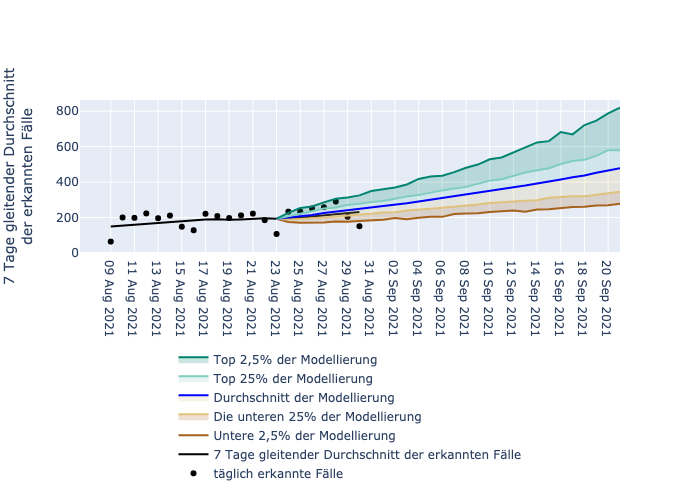 7 Tage gleitender Durchschnitt
der erkannten Fälle
800
600
400
200
0
09 Aug 2021
11 Aug 2021
13 Aug 2021
15 Aug 2021
17 Aug 2021
19 Aug 2021
21 Aug 2021
23 Aug 2021
25 Aug 2021
27 Aug 2021
29 Aug 2021
31 Aug 2021
02 Sep 2021
04 Sep 2021
06 Sep 2021
08 Sep 2021
10 Sep 2021
12 Sep 2021
14 Sep 2021
16 Sep 2021
18 Sep 2021
20 Sep 2021
Top 2,5% der Modellierung
Top 25% der Modellierung
Durchschnitt der Modellierung
Die unteren 25% der Modellierung
Untere 2,5% der Modellierung
7 Tage gleitender Durchschnitt der erkannten Fälle
täglich erkannte Fälle